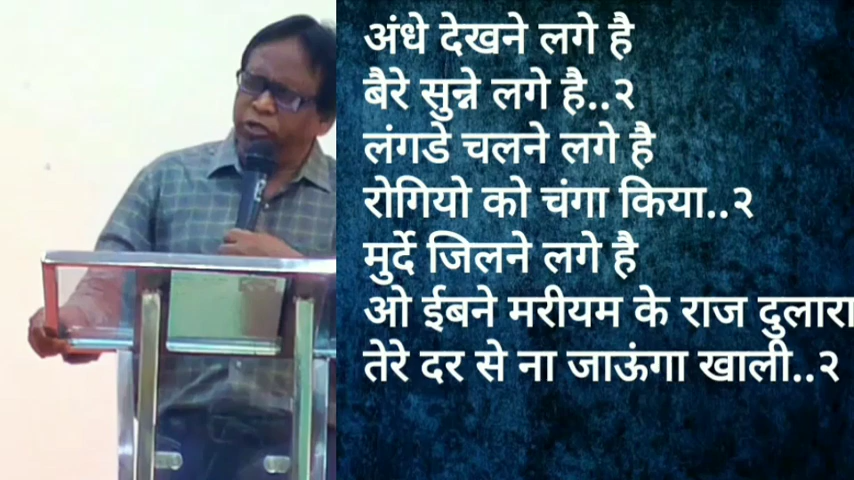 अंधे देखने लगे है
बैरे सुन्ने लगे है..२
लंगडे चलने लगे है
रोगियो को चंगा किया..२
मुर्दे जिलने लगे है
ओ ईबने मरीयम के राज दुलारा
तेरे दर से ना जाऊंगा खाली..२